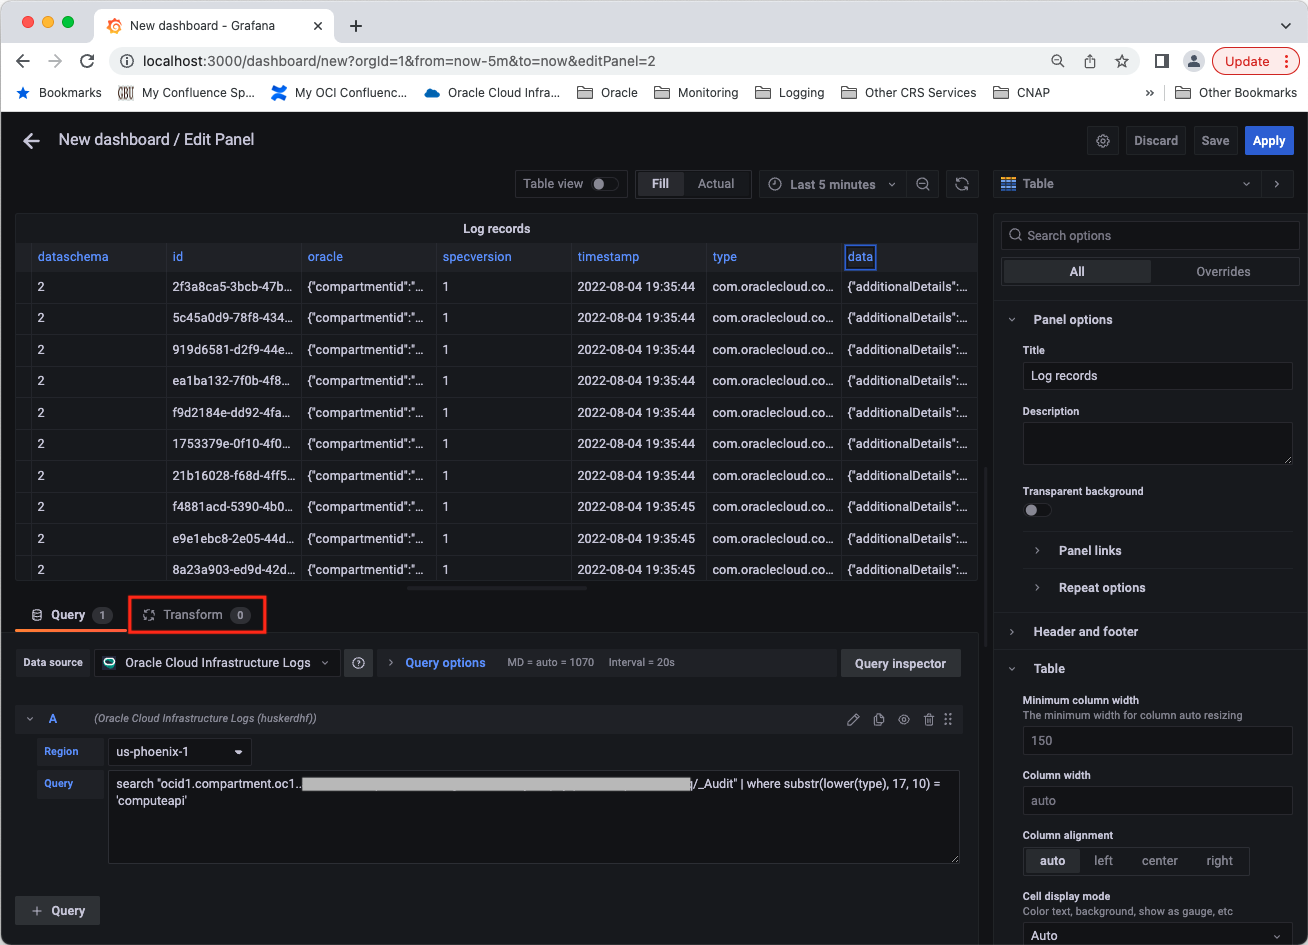 New dashboard - Grafana
localhost:3000/dashboard/new?orgId=1&from=now-5m&to=now&editPanel=2
Update
Bookmarks My Confluence Sp... My OCI Confluenc... Oracle Cloud Infra... Oracle Monitoring Logging Other CRS Services CNAP » Other Bookmarks
New dashboard / Edit Panel
Discard Save Apply
Table view Fill Actual Last 5 minutes Table
Log records
dataschema id oracle specversion timestamp type data
2 2f3a8ca5-3bcb-47b... {"compartmentid":"... 1 2022-08-04 19:35:44 com.oraclecloud.co... {"additionalDetails":...
2 5c45a0d9-78f8-434... {"compartmentid":"... 1 2022-08-04 19:35:44 com.oraclecloud.co... {"additionalDetails":...
2 919d6581-d2f9-44e... {"compartmentid":"... 1 2022-08-04 19:35:44 com.oraclecloud.co... {"additionalDetails":...
2 ea1ba132-7f0b-4f8... {"compartmentid":"... 1 2022-08-04 19:35:44 com.oraclecloud.co... {"additionalDetails":...
2 f9d2184e-dd92-4fa... {"compartmentid":"... 1 2022-08-04 19:35:44 com.oraclecloud.co... {"additionalDetails":...
2 1753379e-0f10-4f0... {"compartmentid":"... 1 2022-08-04 19:35:44 com.oraclecloud.co... {"additionalDetails":...
2 21b16028-f68d-4ff5... {"compartmentid":"... 1 2022-08-04 19:35:44 com.oraclecloud.co... {"additionalDetails":...
2 f4881acd-5390-4b0... {"compartmentid":"... 1 2022-08-04 19:35:45 com.oraclecloud.co... {"additionalDetails":...
2 e9e1ebc8-2e05-44d... {"compartmentid":"... 1 2022-08-04 19:35:45 com.oraclecloud.co... {"additionalDetails":...
2 8a23a903-ed9d-42d... {"compartmentid":"... 1 2022-08-04 19:35:45 com.oraclecloud.co... {"additionalDetails":...
Query 1 Transform 0
Data source Oracle Cloud Infrastructure Logs Query options MD = auto = 1070 Interval = 20s Query inspector
A (Oracle Cloud Infrastructure Logs (huskerdhf))
Region us-phoenix-1
Query search "ocid1.compartment.oc1.. /_Audit" | where substr(lower(type), 17, 10) =
'computeapi'
+ Query
Search options
All Overrides
Panel options
Title
Log records
Description
Transparent background
Panel links
Repeat options
Header and footer
Table
Minimum column width
The minimum width for column auto resizing
150
Column width
auto
Column alignment
auto left center right
Cell display mode
Color text, background, show as gauge, etc
Auto